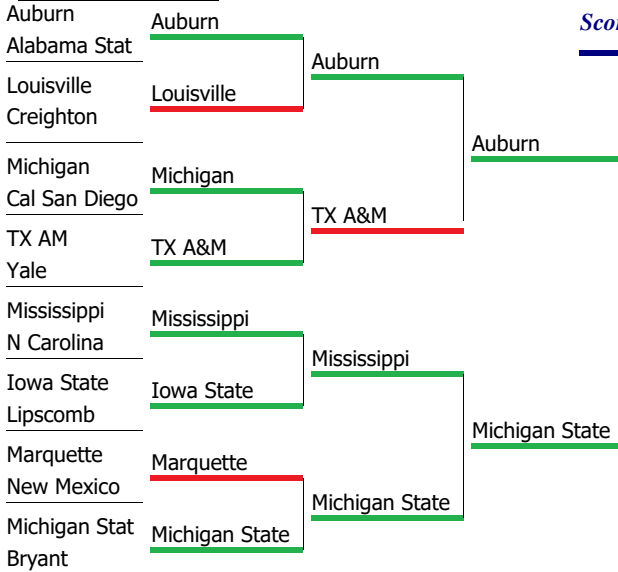 Auburn
Alabama Stat
Louisville
Creighton
Michigan
Cal San Diego
TX AM
Yale
Mississippi
N Carolina
Iowa State
Lipscomb
Marquette
New Mexico
Michigan Stat
Bryant
Auburn
Louisville
Michigan
TX A&M
Mississippi
Iowa State
Marquette
Michigan State
Auburn
TX A&M
Mississippi
Michigan State
Auburn
Michigan State